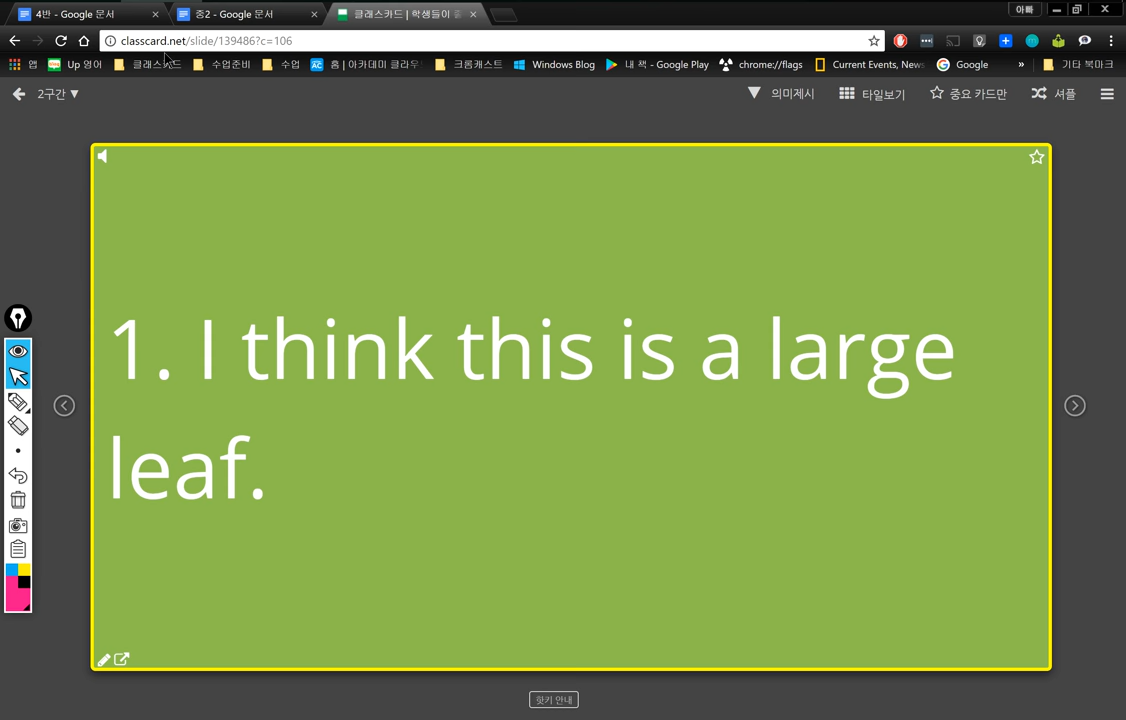 4반 - Google 문서
중2 - Google 문서
클래스카드 | 학생들이 좋
아빠
classcard.net/slide/139486?c=106
앱
Up 영어
클래스카드
수업준비
수업
홈 | 아카데미 클라우
크롬캐스트
Windows Blog
내 책 - Google Play
chrome://flags
Current Events, News
Google
»
기타 북마크
2구간 ▼
▼ 의미제시
타일보기
중요 카드만
셔플
1. I think this is a large
leaf.
핫키 안내